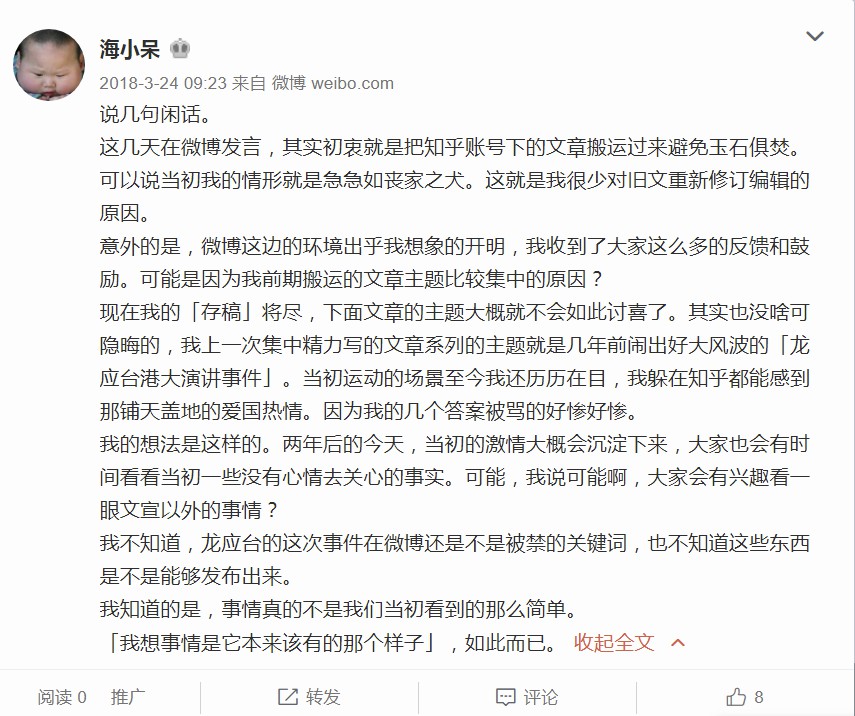 海小呆
2018-3-24 09:23 来自 微博 weibo.com
说几句闲话。
这几天在微博发言，其实初衷就是把知乎账号下的文章搬运过来避免玉石俱焚。
可以说当初我的情形就是急急如丧家之犬。这就是我很少对旧文重新修订编辑的
原因。
意外的是，微博这边的环境出乎我想象的开明，我收到了大家这么多的反馈和鼓
励。可能是因为我前期搬运的文章主题比较集中的原因？
现在我的「存稿」将尽，下面文章的主题大概就不会如此讨喜了。其实也没啥可
隐晦的，我上一次集中精力写的文章系列的主题就是几年前闹出好大风波的「龙
应台港大演讲事件」。当初运动的场景至今我还历历在目，我躲在知乎都能感到
那铺天盖地的爱国热情。因为我的几个答案被骂的好惨好惨。
我的想法是这样的。两年后的今天，当初的激情大概会沉淀下来，大家也会有时
间看看当初一些没有心情去关心的事实。可能，我说可能啊，大家会有兴趣看一
眼文宣以外的事情？
我不知道，龙应台的这次事件在微博还是不是被禁的关键词，也不知道这些东西
是不是能够发布出来。
我知道的是，事情真的不是我们当初看到的那么简单。
「我想事情是它本来该有的那个样子」，如此而已。 收起全文
阅读 0 推广 转发 评论 8